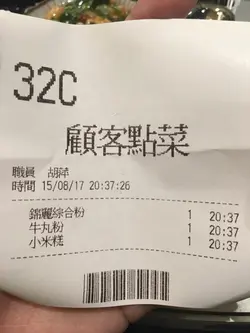 32C
顧客點菜
職員 胡萍
時間 15/08/17 20:37:26
錦麗綜合粉 1 20:37
牛丸粉 1 20:37
小米糕 1 20:37